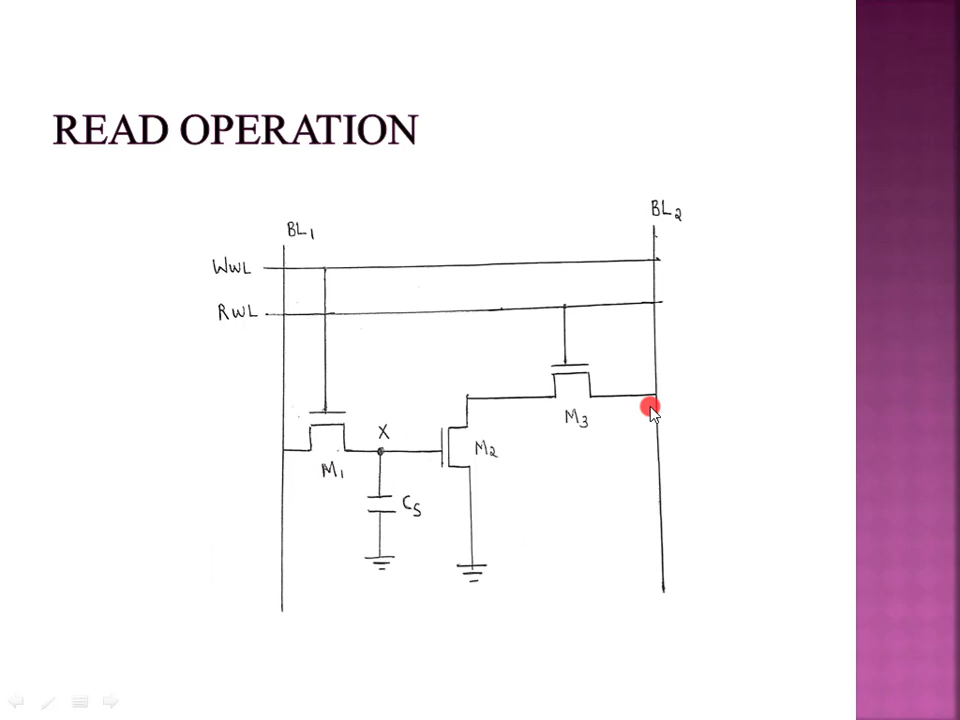 READ OPERATION
BL2
BL1
WWL
RWL
M3
X
M2
M1
CS